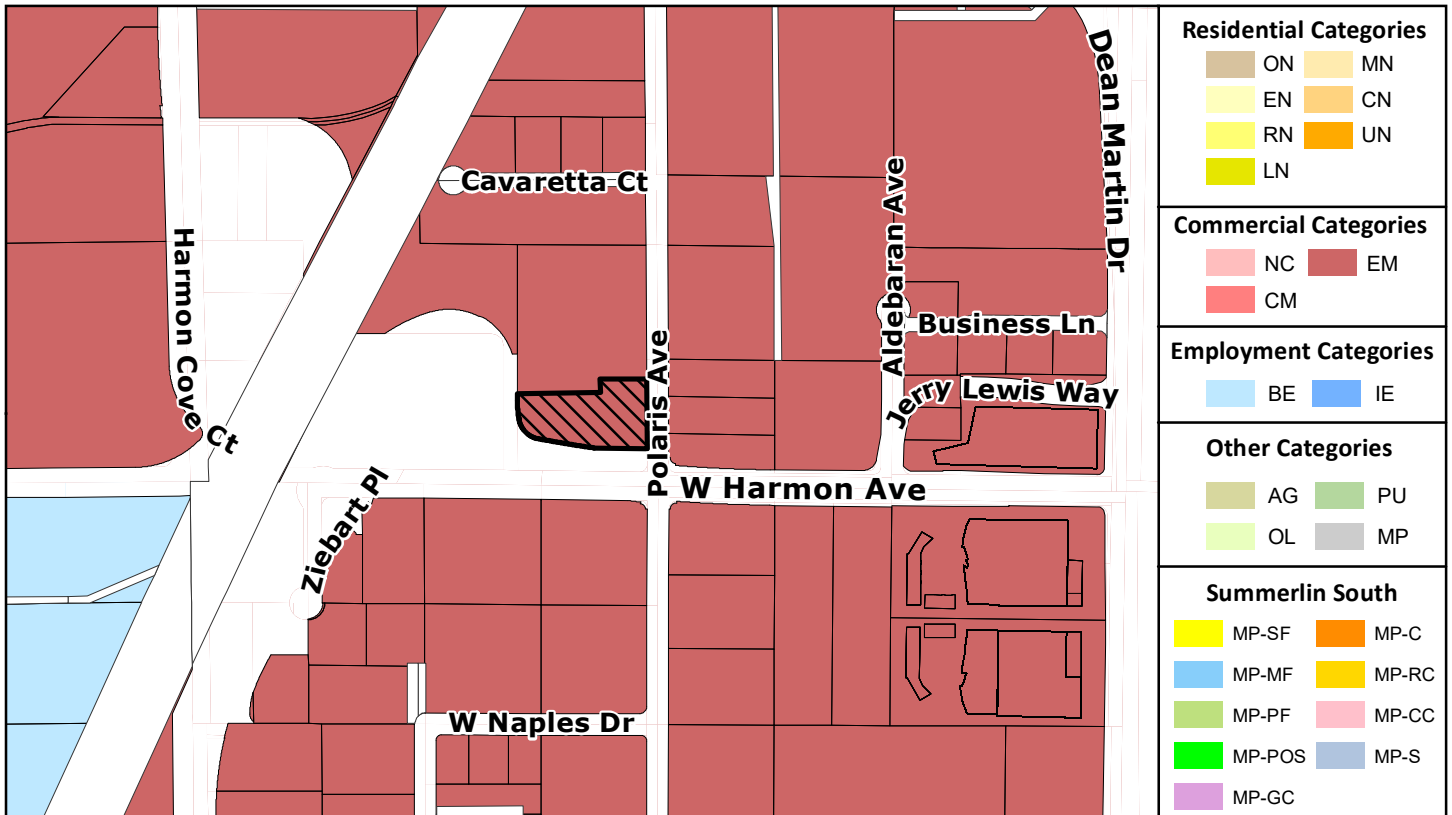 Dean Martin Dr
Cavaretta Ct
Aldebaran Ave
Harmon Cove Ct
Business Ln
Polaris Ave
Jerry Lewis Way
W Harmon Ave
Ziebart Pl
W Naples Dr
Residential Categories
ON MN
EN CN
RN UN
LN
Commercial Categories
NC EM
CM
Employment Categories
BE IE
Other Categories
AG PU
OL MP
Summerlin South
MP-SF MP-C
MP-MF MP-RC
MP-PF MP-CC
MP-POS MP-S
MP-GC